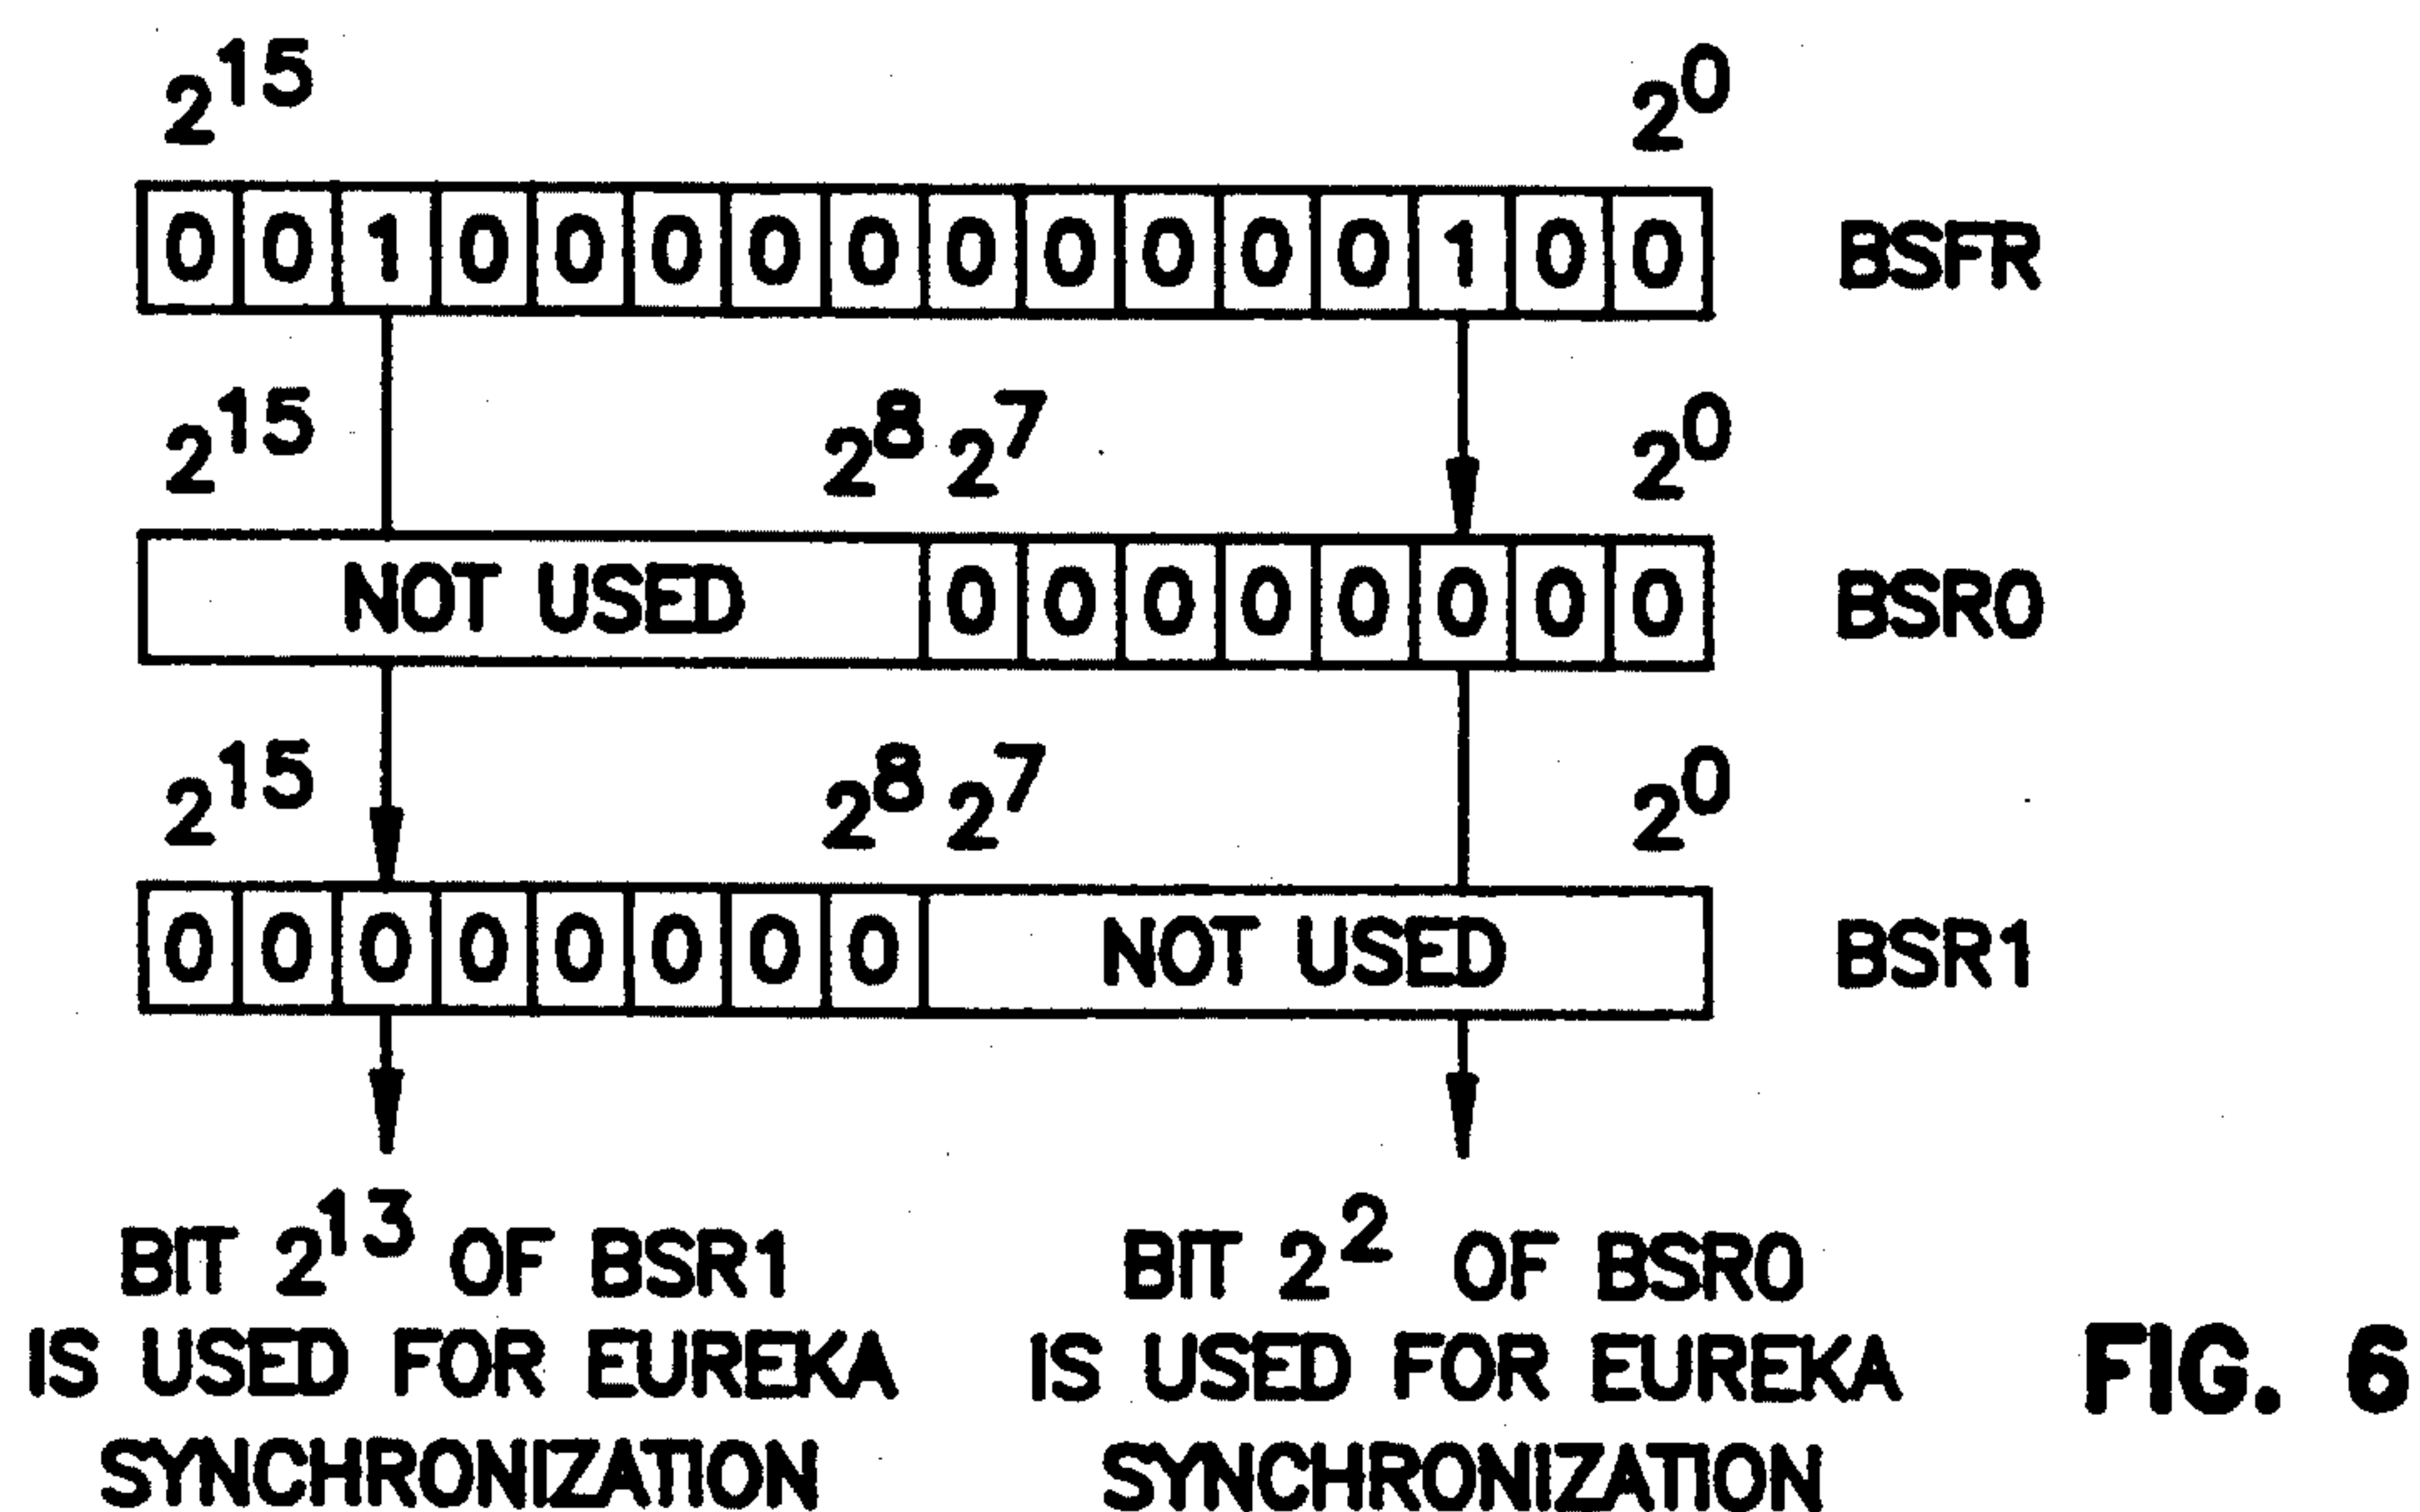 2^15 2^0
0 0 1 0 0 0 0 0 0 0 0 0 0 1 0 0 BSFR
2^15 2^8 2^7 2^0
NOT USED 0 0 0 0 0 0 0 0 BSR0
2^15 2^8 2^7 2^0
0 0 0 0 0 0 0 0 NOT USED BSR1
BIT 2^13 OF BSR1
IS USED FOR EUREKA
SYNCHRONIZATION
BIT 2^2 OF BSR0
IS USED FOR EUREKA
SYNCHRONIZATION
FIG. 6